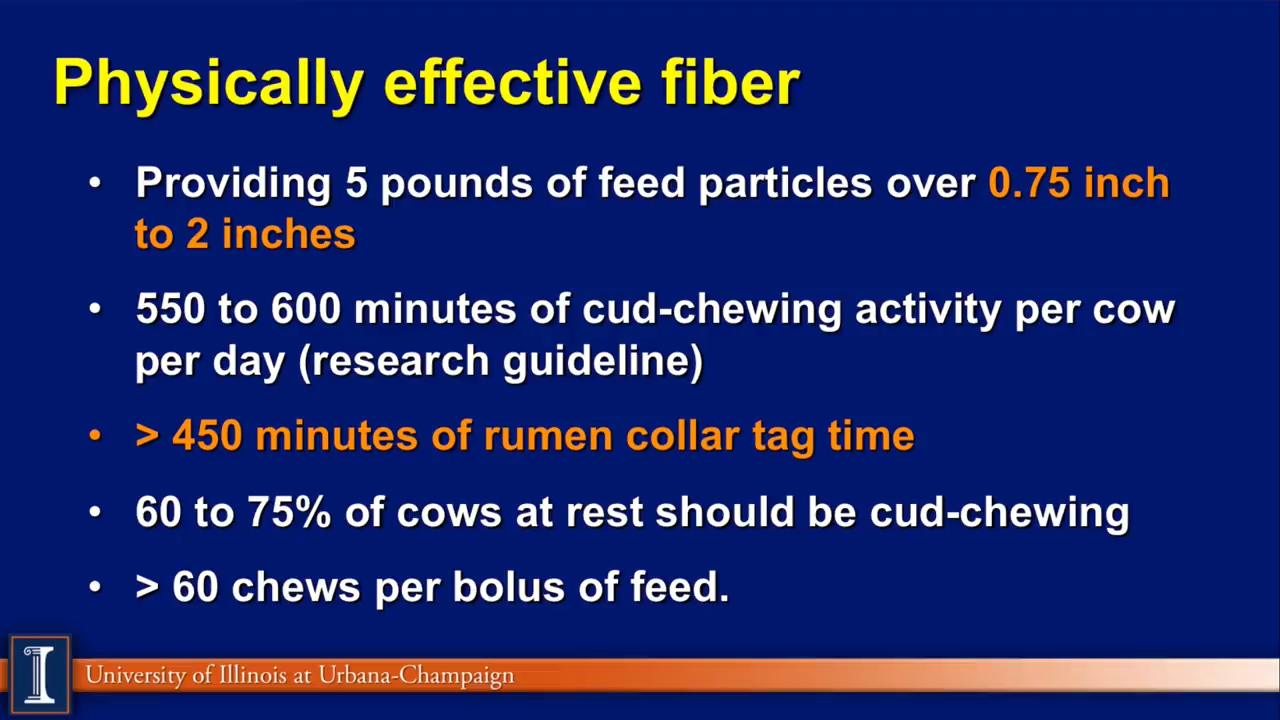 Physically effective fiber
• Providing 5 pounds of feed particles over 0.75 inch
to 2 inches
• 550 to 600 minutes of cud-chewing activity per cow
per day (research guideline)
• > 450 minutes of rumen collar tag time
• 60 to 75% of cows at rest should be cud-chewing
• > 60 chews per bolus of feed.
I
University of Illinois at Urbana-Champaign